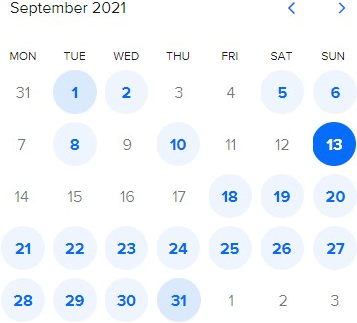 September 2021
MON TUE WED THU FRI SAT SUN
31 1 2 3 4 5 6
7 8 9 10 11 12 13
14 15 16 17 18 19 20
21 22 23 24 25 26 27
28 29 30 31 1 2 3